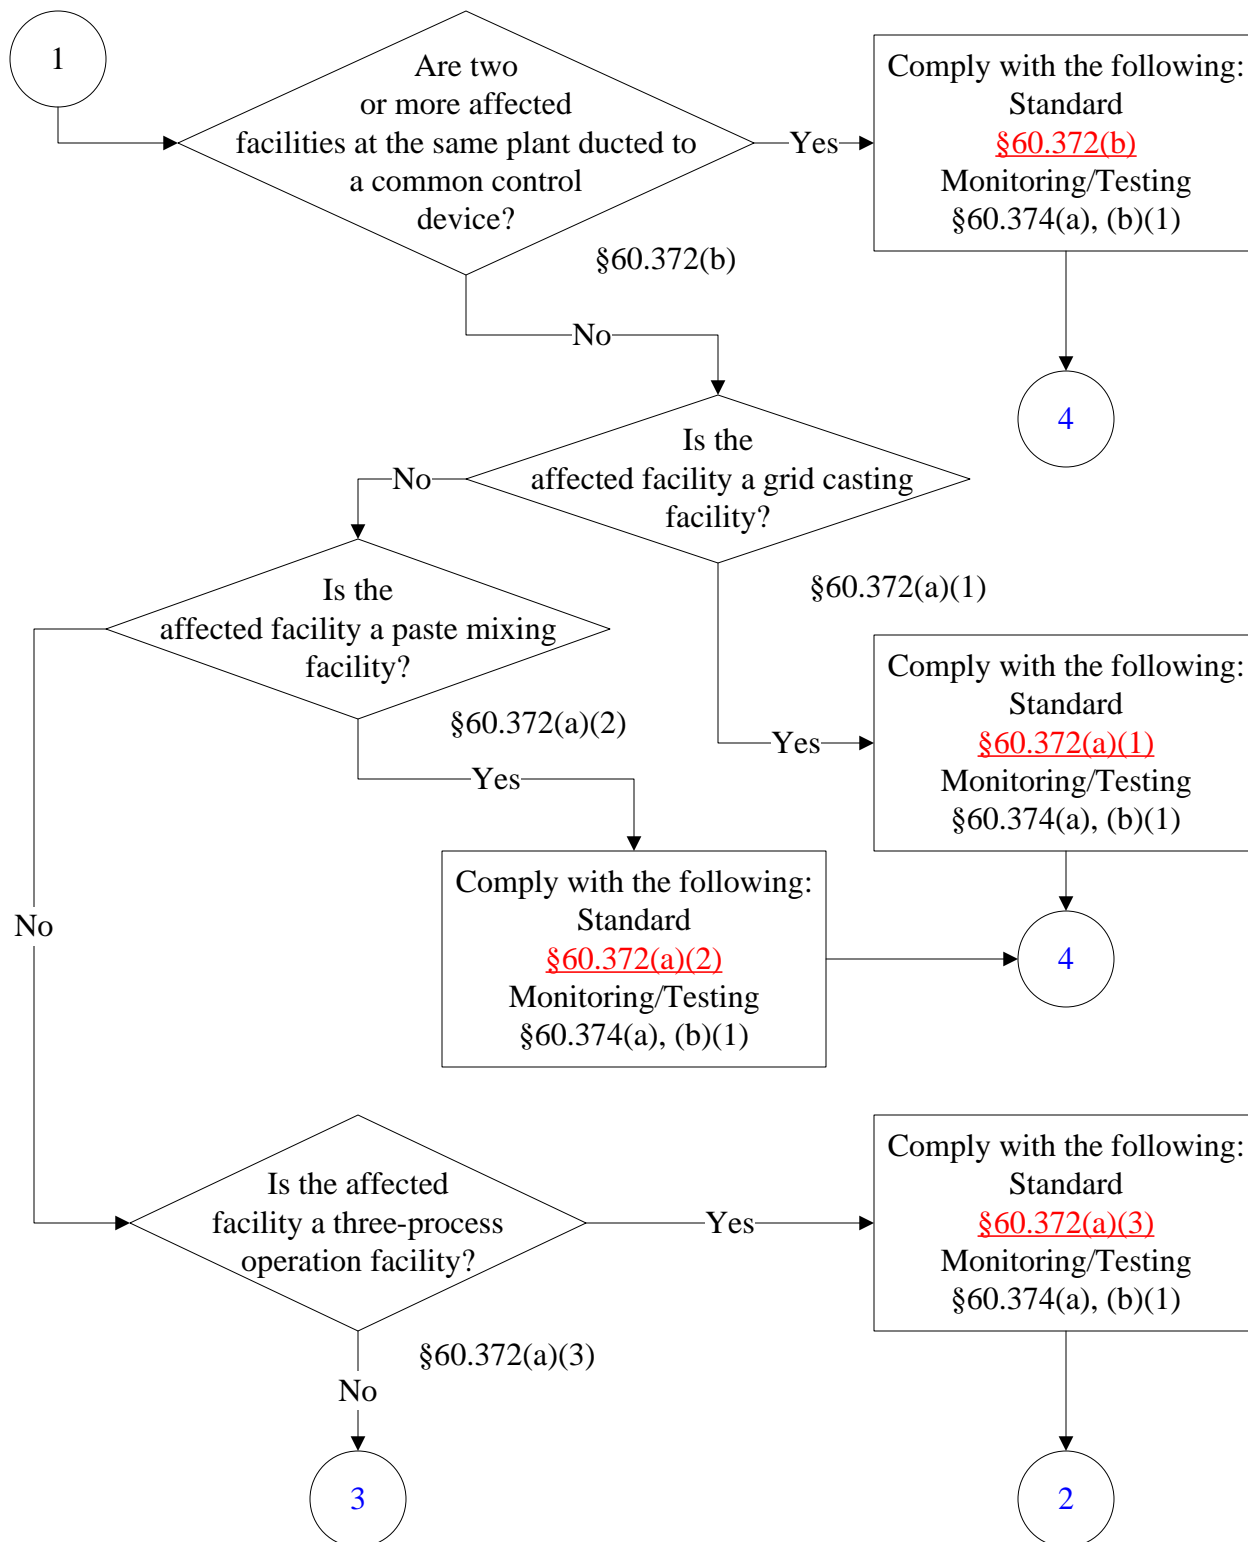 1
Are two
or more affected
facilities at the same plant ducted to
a common control
device?
Yes
Comply with the following:
Standard
§60.372(b)
Monitoring/Testing
§60.374(a), (b)(1)
§60.372(b)
No
4
Is the
affected facility a grid casting
facility?
No
§60.372(a)(1)
Is the
affected facility a paste mixing
facility?
§60.372(a)(2)
Yes
Comply with the following:
Standard
§60.372(a)(1)
Monitoring/Testing
§60.374(a), (b)(1)
Yes
Comply with the following:
Standard
§60.372(a)(2)
Monitoring/Testing
§60.374(a), (b)(1)
4
No
Is the affected
facility a three-process
operation facility?
Yes
Comply with the following:
Standard
§60.372(a)(3)
Monitoring/Testing
§60.374(a), (b)(1)
§60.372(a)(3)
No
3
2